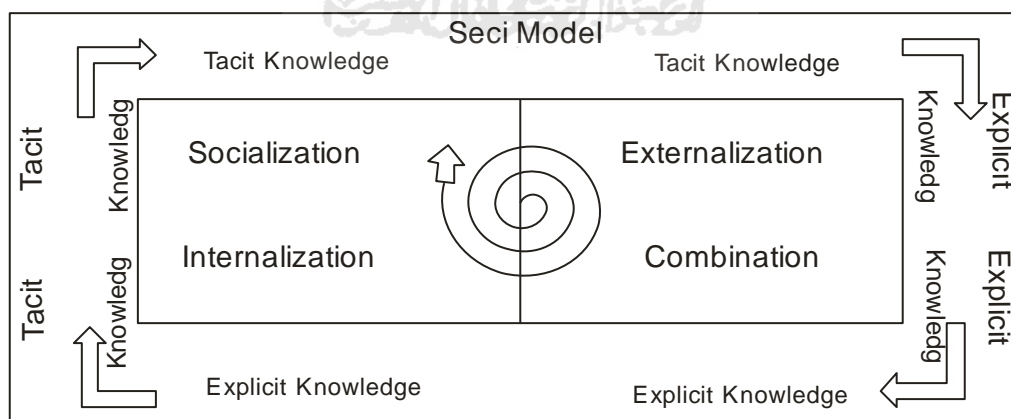 Seci Model
Tacit Knowledge
Tacit Knowledge
Tacit
Knowledg
Socialization
Externalization
Knowledg
Explicit
Tacit
Knowledg
Internalization
Combination
Knowledg
Explicit
Explicit Knowledge
Explicit Knowledge